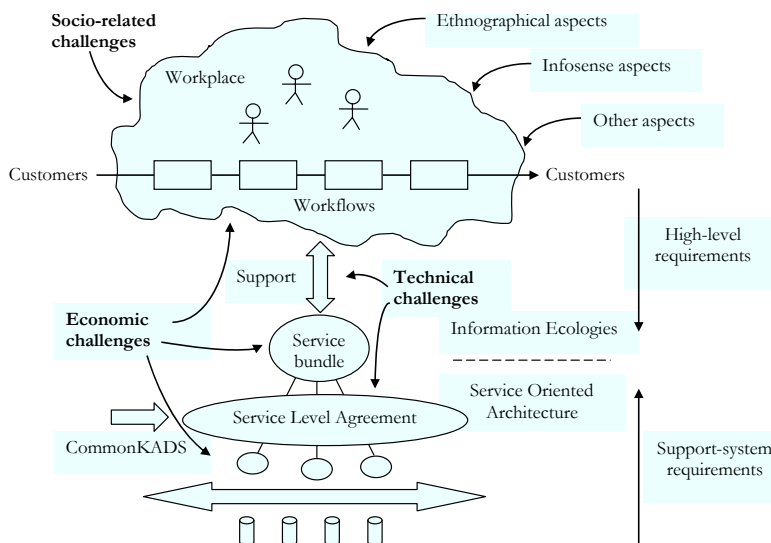 Socio-related
challenges
Ethnographical aspects
Workplace
Infosense aspects
Other aspects
Customers
Customers
Workflows
High-level
requirements
Support
Technical
challenges
Economic
challenges
Information Ecologies
Service
bundle
Service Oriented
Architecture
Service Level Agreement
CommonKADS
Support-system
requirements